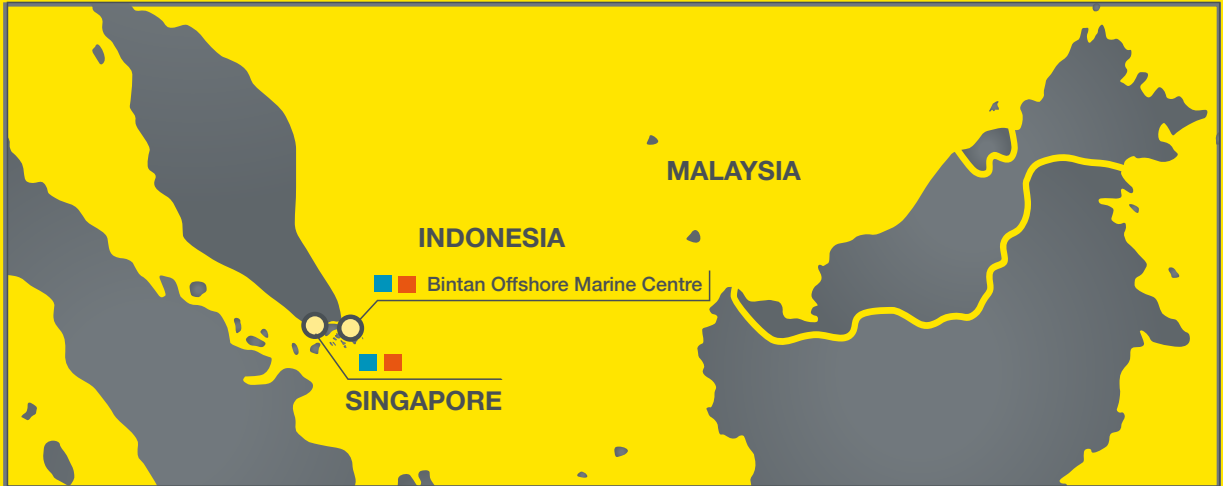 MALAYSIA
INDONESIA
Bintan Offshore Marine Centre
SINGAPORE